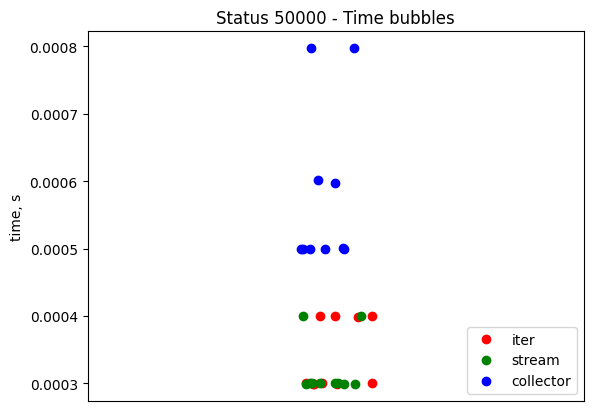 Status 50000 - Time bubbles
time, s
0.0008
0.0007
0.0006
0.0005
0.0004
0.0003
iter
stream
collector